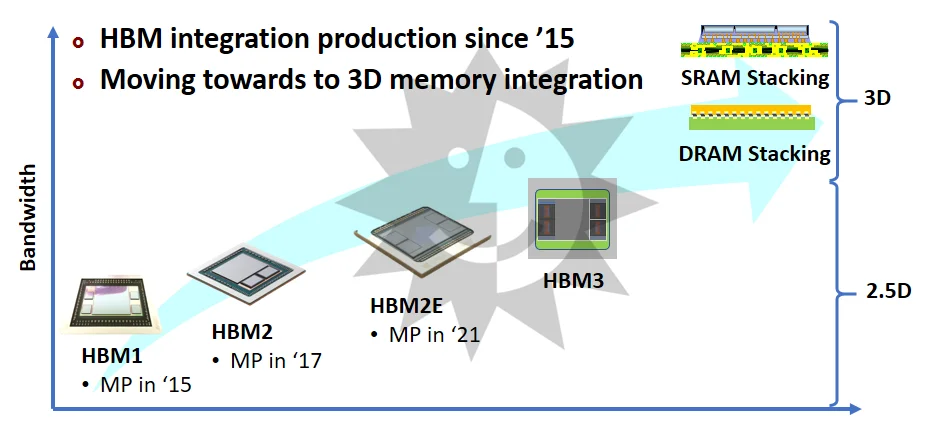 HBM integration production since ’15
Moving towards to 3D memory integration
SRAM Stacking
3D
DRAM Stacking
Bandwidth
HBM3
2.5D
HBM2E
• MP in ‘21
HBM2
• MP in ‘17
HBM1
• MP in ‘15